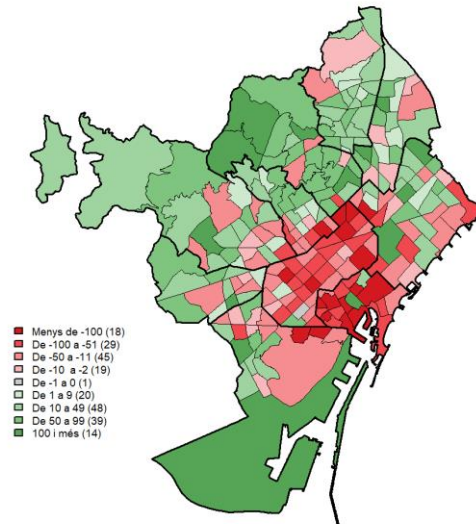 Menys de -100 (18)
De -100 a -51 (29)
De -50 a -11 (45)
De -10 a -2 (19)
De -1 a 0 (1)
De 1 a 9 (20)
De 10 a 49 (48)
De 50 a 99 (39)
100 i més (14)